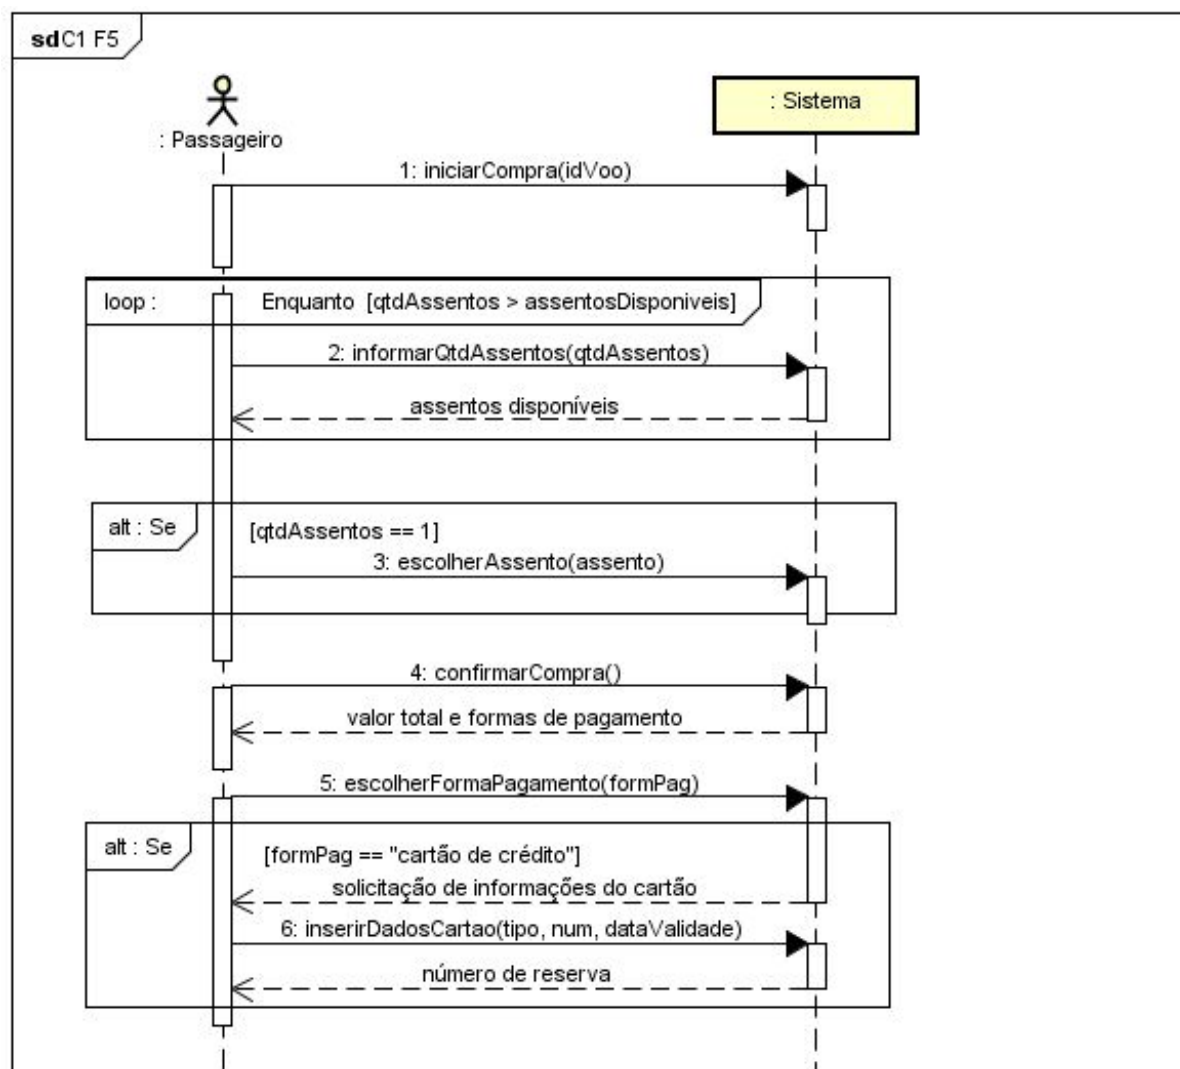 sd C1 F5
: Passageiro
: Sistema
1: iniciarCompra(idVoo)
loop : Enquanto [qtdAssentos > assentosDisponiveis]
2: informarQtdAssentos(qtdAssentos)
assentos disponíveis
alt : Se [qtdAssentos == 1]
3: escolherAssento(assento)
4: confirmarCompra()
valor total e formas de pagamento
5: escolherFormaPagamento(formPag)
alt : Se [formPag == "cartão de crédito"]
solicitação de informações do cartão
6: inserirDadosCartao(tipo, num, dataValidade)
número de reserva